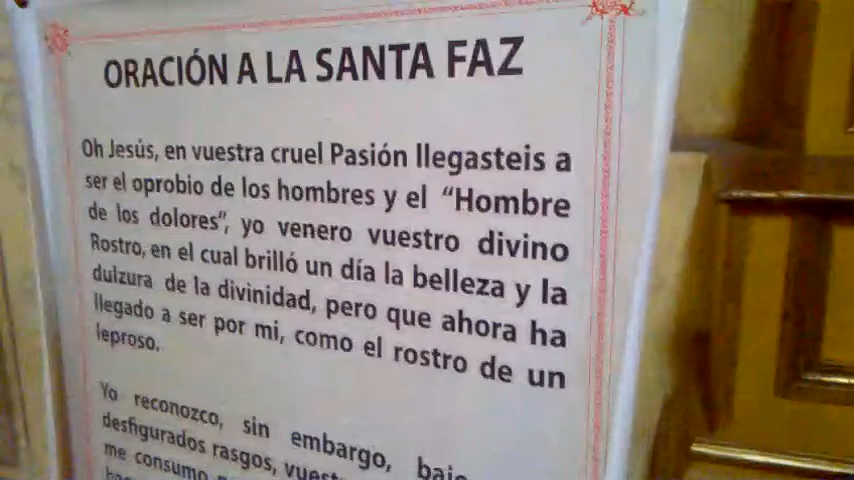 ORACIÓN A LA SANTA FAZ
Oh Jesús, en vuestra cruel Pasión llegasteis a
ser el oprobio de los hombres y el “Hombre
de los dolores”, yo venero vuestro divino
Rostro, en el cual brilló un día la belleza y la
dulzura de la divinidad, pero que ahora ha
llegado a ser por mi, como el rostro de un
leproso.
Yo reconozco, sin embargo, bajo
desfigurados rasgos,
me consumo